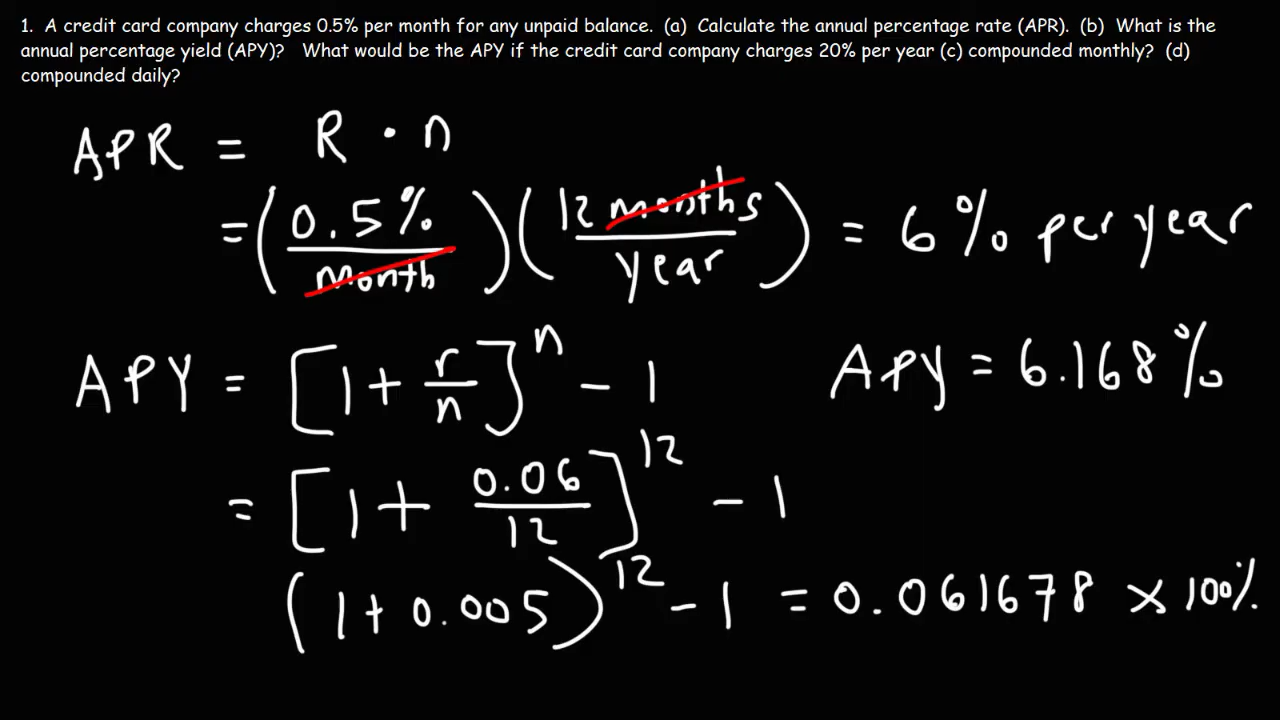 1. A credit card company charges 0.5% per month for any unpaid balance. (a) Calculate the annual percentage rate (APR). (b) What is the
annual percentage yield (APY)? What would be the APY if the credit card company charges 20% per year (c) compounded monthly? (d)
compounded daily?
APR = R · n
= (0.5% / month) (12 months / year) = 6% per year
APY = [1 + r/n]^n - 1
APY = 6.168%
= [1 + 0.06/12]^12 - 1
(1 + 0.005)^12 - 1 = 0.061678 × 100%